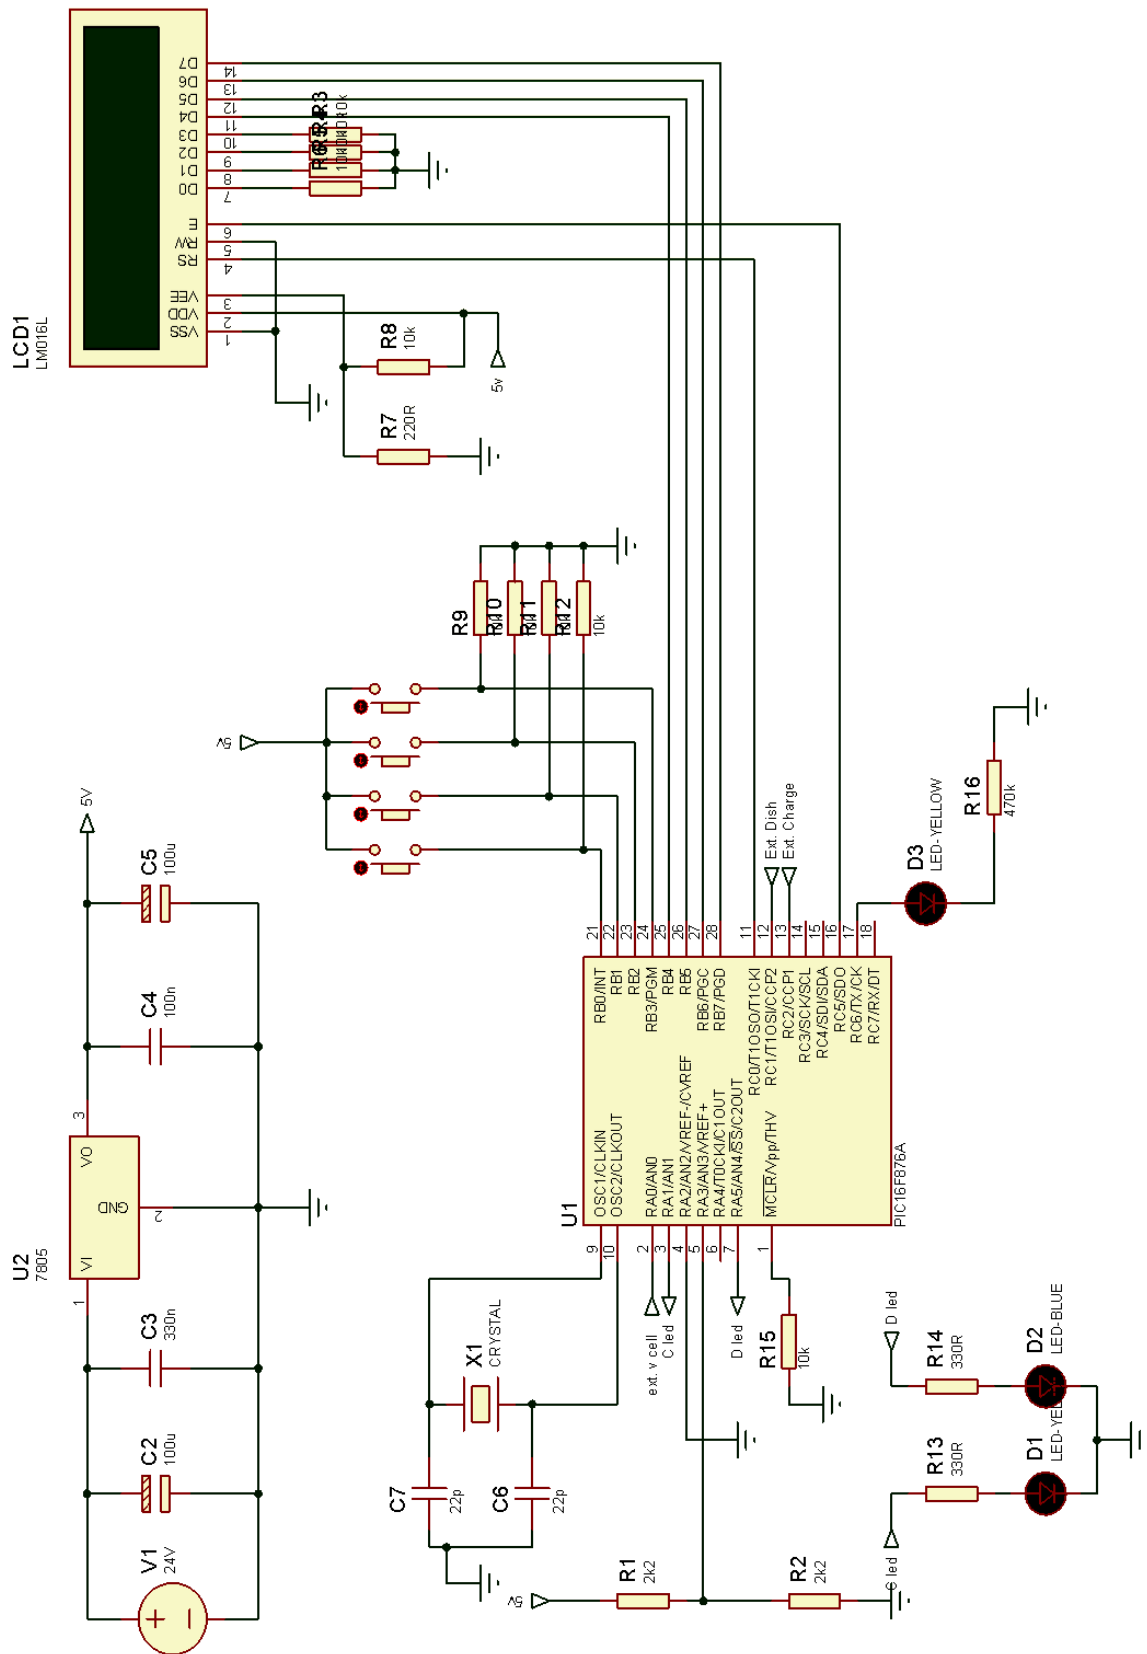 LCD1
LM016L
D7
D6
D5
D4
D3
D2
D1
D0
E
RW
RS
VEE
VDD
VSS
14
13
12
11
10
9
8
7
6
5
4
3
2
1
R3
10k
R8
10k
5v
R7
220R
R9
R10
R11
R12
10k
5v
U2
7805
VI
VO
GND
1
3
2
V1
24V
C2
100u
C3
330n
C4
100n
C5
100u
5V
U1
PIC16F876A
OSC1/CLKIN
OSC2/CLKOUT
RA0/AN0
RA1/AN1
RA2/AN2/VREF-/CVREF
RA3/AN3/VREF+
RA4/T0CKI/C1OUT
RA5/AN4/SS/C2OUT
MCLR/Vpp/THV
9
10
2
3
4
5
6
7
1
RB0/INT
RB1
RB2
RB3/PGM
RB4
RB5
RB6/PGC
RB7/PGD
RC0/T1OSO/T1CKI
RC1/T1OSI/CCP2
RC2/CCP1
RC3/SCK/SCL
RC4/SDI/SDA
RC5/SDO
RC6/TX/CK
RC7/RX/DT
21
22
23
24
25
26
27
28
11
12
13
14
15
16
17
18
Ext. Dish
Ext. Charge
D3
LED-YELLOW
R16
470k
X1
CRYSTAL
C7
22p
C6
22p
ext. v cell
C led
D led
R15
10k
5v
R1
2k2
R2
2k2
D led
R14
330R
D2
LED-BLUE
C led
R13
330R
D1